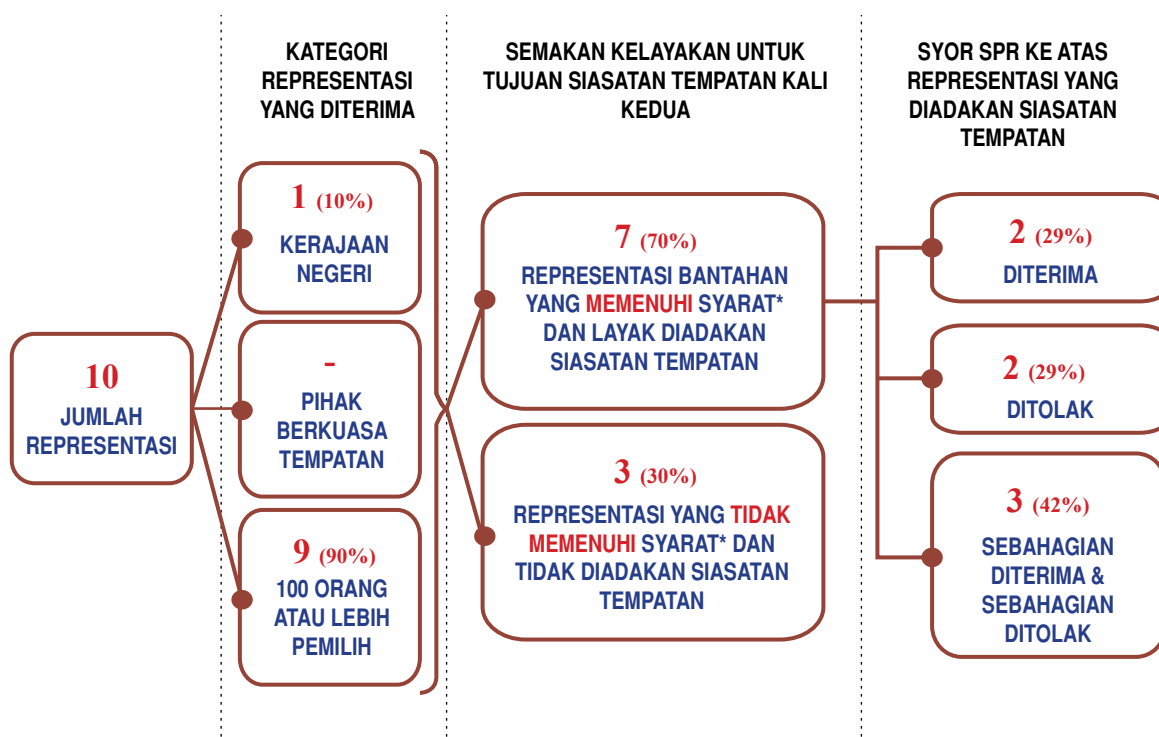 KATEGORI
REPRESENTASI
YANG DITERIMA
SEMAKAN KELAYAKAN UNTUK
TUJUAN SIASATAN TEMPATAN KALI
KEDUA
SYOR SPR KE ATAS
REPRESENTASI YANG
DIADAKAN SIASATAN
TEMPATAN
10
JUMLAH
REPRESENTASI
1 (10%)
KERAJAAN
NEGERI
-
PIHAK
BERKUASA
TEMPATAN
9 (90%)
100 ORANG
ATAU LEBIH
PEMILIH
7 (70%)
REPRESENTASI BANTAHAN
YANG MEMENUHI SYARAT*
DAN LAYAK DIADAKAN
SIASATAN TEMPATAN
3 (30%)
REPRESENTASI YANG TIDAK
MEMENUHI SYARAT* DAN
TIDAK DIADAKAN SIASATAN
TEMPATAN
2 (29%)
DITERIMA
2 (29%)
DITOLAK
3 (42%)
SEBAHAGIAN
DITERIMA &
SEBAHAGIAN
DITOLAK